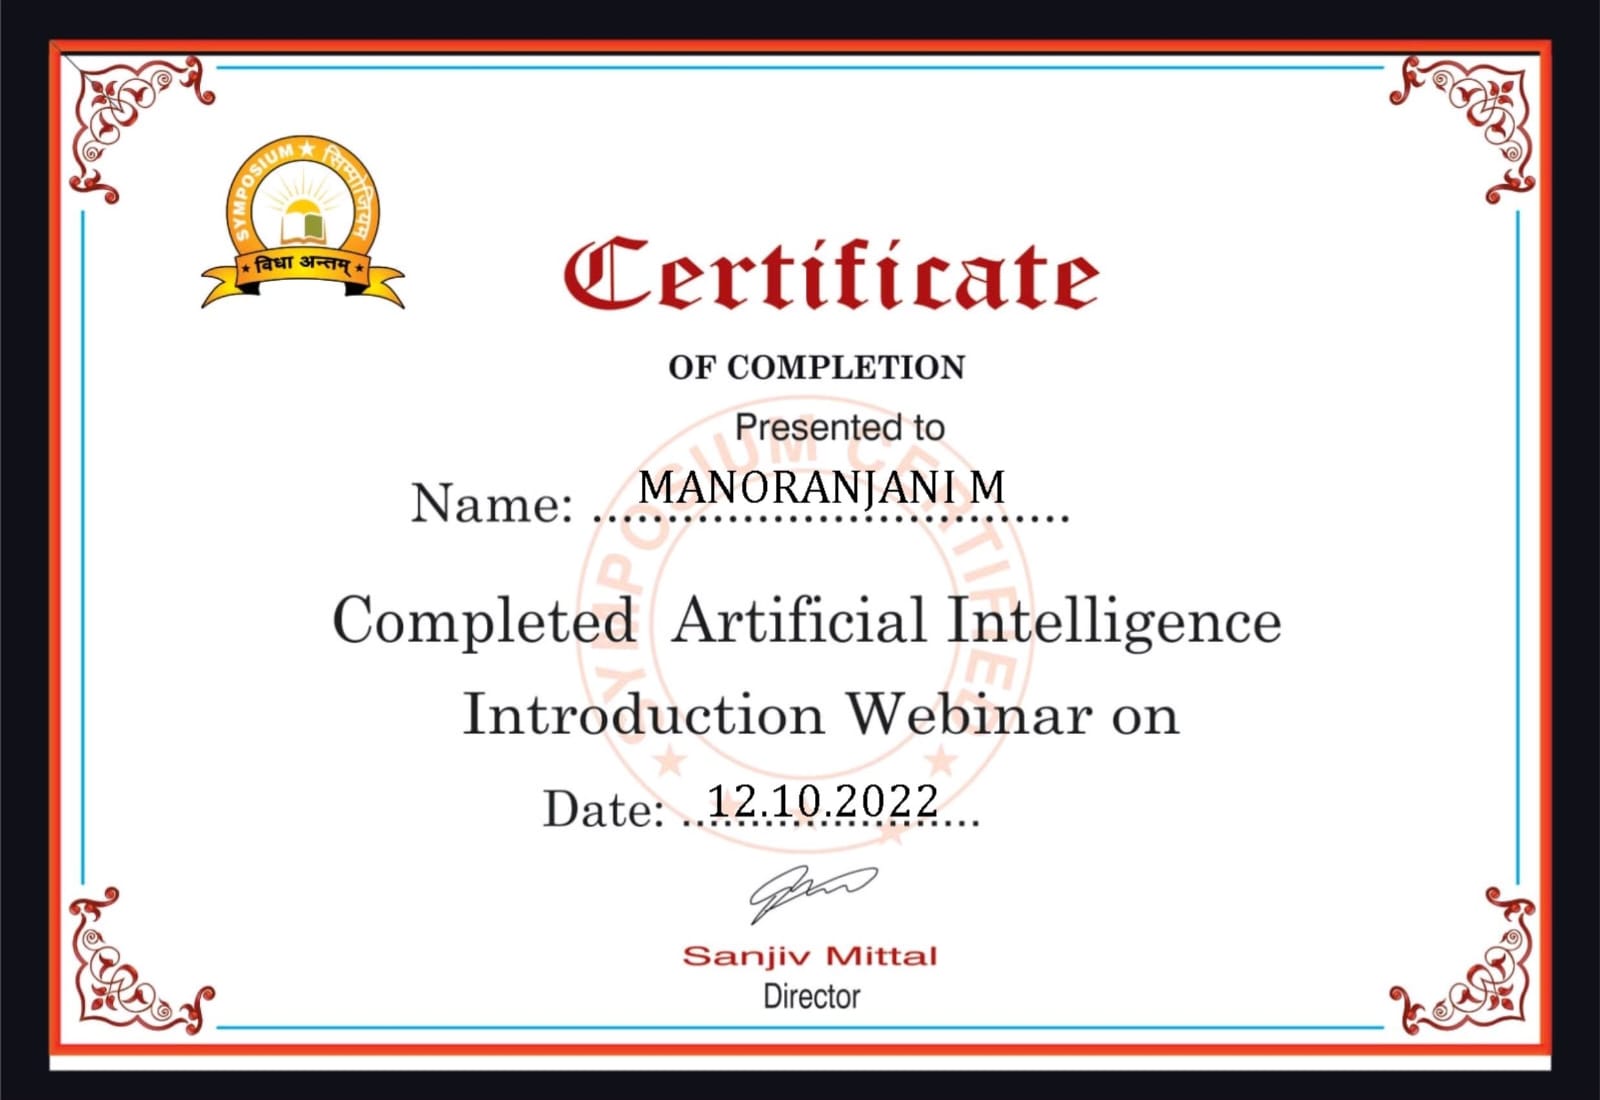 SYMPOSIUM ★ सिम्पोजियम
★ विधा अन्तम् ★
Certificate
OF COMPLETION
Presented to
Name: MANORANJANI M
Completed Artificial Intelligence
Introduction Webinar on
Date: 12.10.2022
SYMPOSIUM CERTIFIED
Sanjiv Mittal
Director